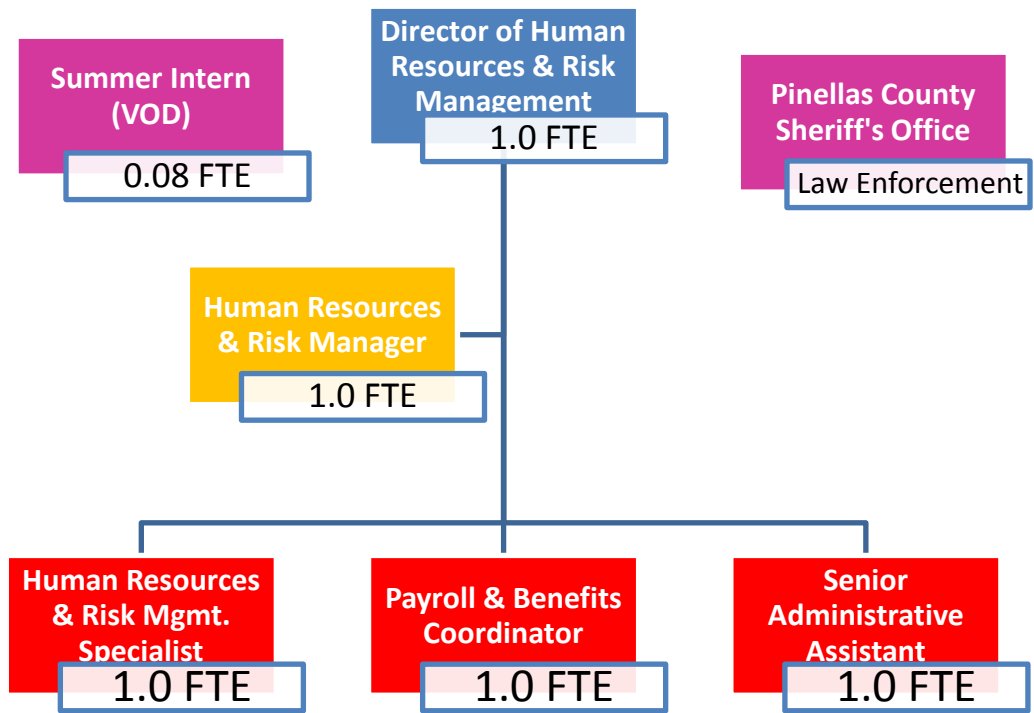 Summer Intern
(VOD)
0.08 FTE
Director of Human
Resources & Risk
Management
1.0 FTE
Pinellas County
Sheriff's Office
Law Enforcement
Human Resources
& Risk Manager
1.0 FTE
Human Resources
& Risk Mgmt.
Specialist
1.0 FTE
Payroll & Benefits
Coordinator
1.0 FTE
Senior
Administrative
Assistant
1.0 FTE